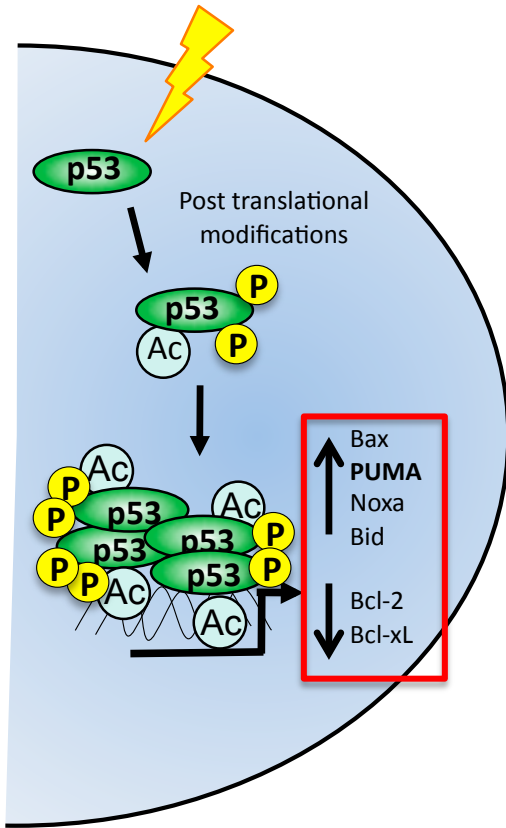 p53
Post translational
modifications
P
p53
P
Ac
Ac
P
p53
Ac
P
p53
p53
P
P
p53
P
P
Ac
Ac
Bax
PUMA
Noxa
Bid
Bcl-2
Bcl-xL